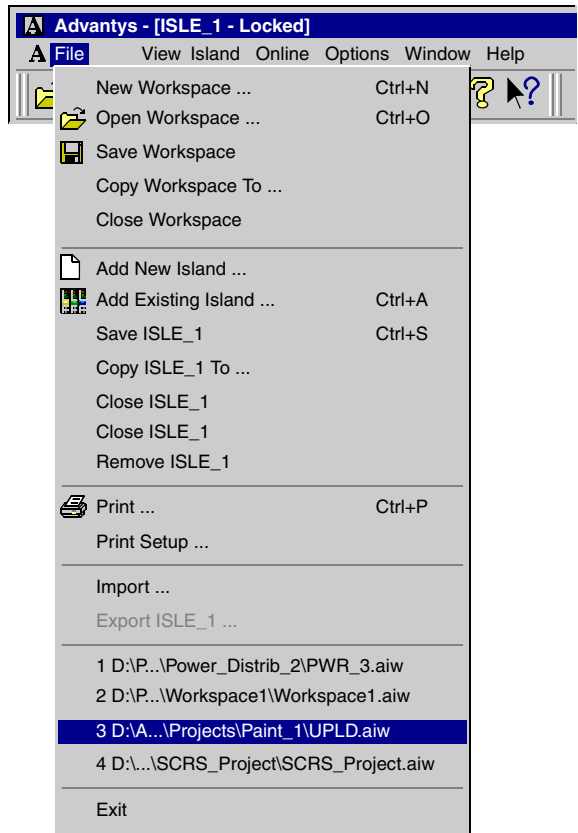 A Advantys - [ISLE_1 - Locked]
A File View Island Online Options Window Help
New Workspace ... Ctrl+N
Open Workspace ... Ctrl+O
Save Workspace
Copy Workspace To ...
Close Workspace
Add New Island ...
Add Existing Island ... Ctrl+A
Save ISLE_1 Ctrl+S
Copy ISLE_1 To ...
Close ISLE_1
Close ISLE_1
Remove ISLE_1
Print ... Ctrl+P
Print Setup ...
Import ...
Export ISLE_1 ...
1 D:\P...\Power_Distrib_2\PWR_3.aiw
2 D:\P...\Workspace1\Workspace1.aiw
3 D:\A...\Projects\Paint_1\UPLD.aiw
4 D:\...\SCRS_Project\SCRS_Project.aiw
Exit